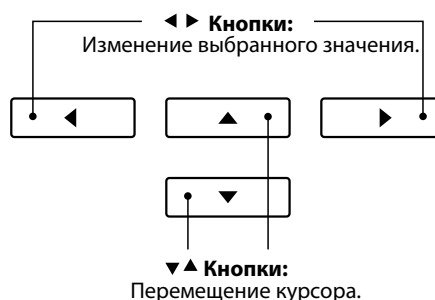 ◀ ▶ Кнопки:
Изменение выбранного значения.
▼▲ Кнопки:
Перемещение курсора.